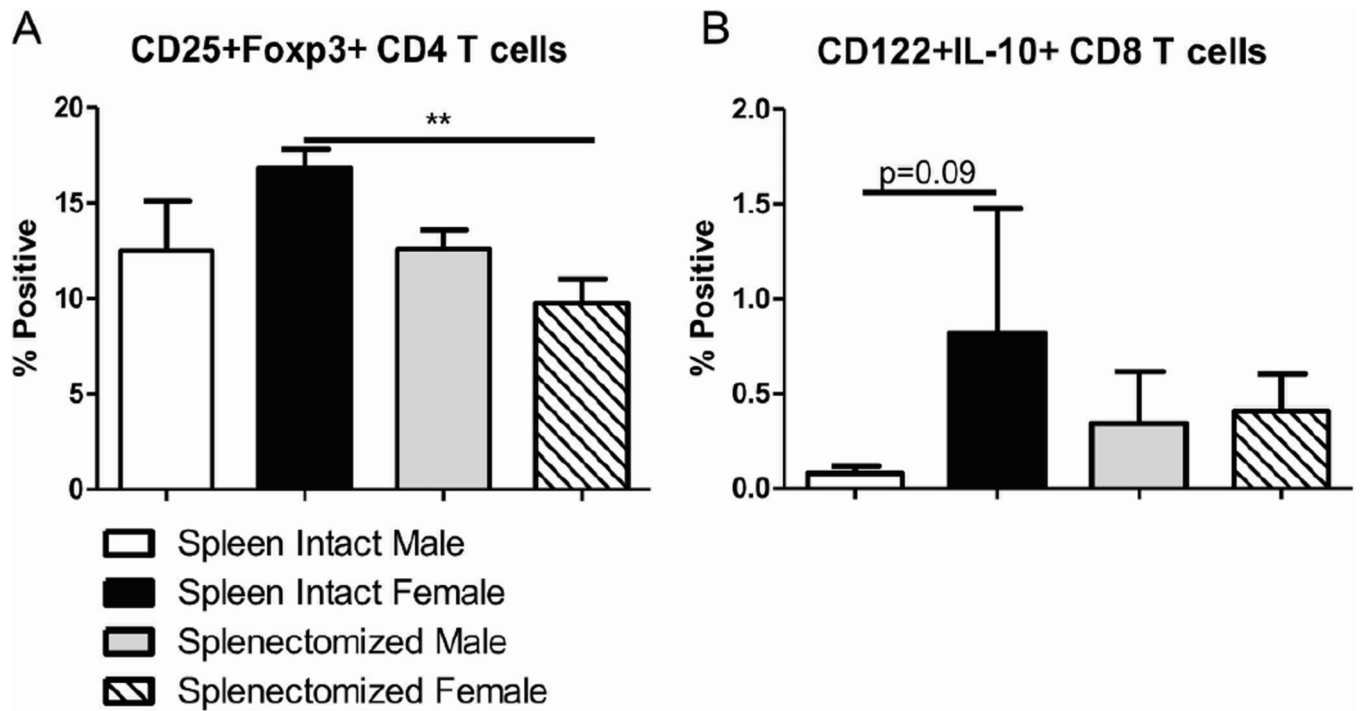 A
CD25+Foxp3+ CD4 T cells
% Positive
20
15
10
5
0
**
B
CD122+IL-10+ CD8 T cells
% Positive
2.0
1.5
1.0
0.5
0.0
p=0.09
Spleen Intact Male
Spleen Intact Female
Splenectomized Male
Splenectomized Female